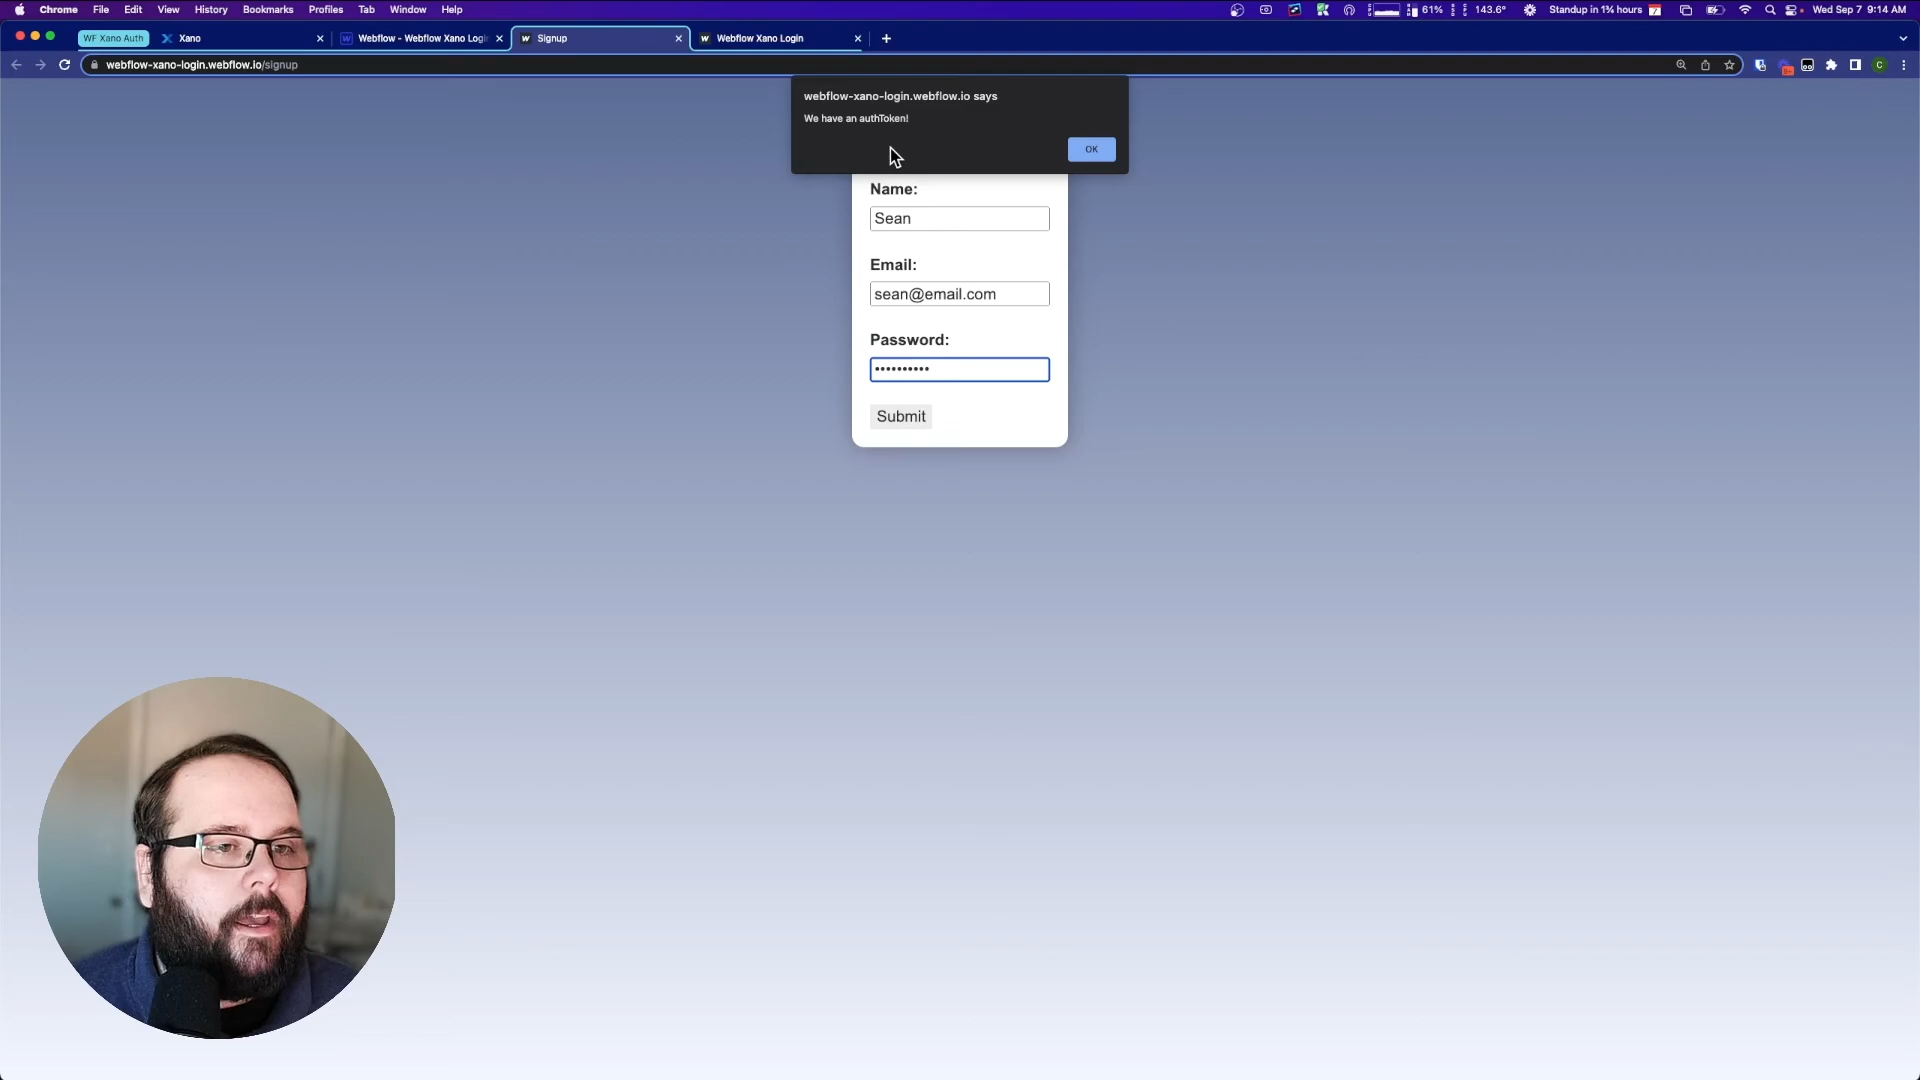 Chrome File Edit View History Bookmarks Profiles Tab Window Help 61% 143.6° Standup in 1¾ hours 7 Wed Sep 7 9:14 AM
WF Xano Auth Xano Webflow - Webflow Xano Logi Signup Webflow Xano Login
webflow-xano-login.webflow.io/signup
webflow-xano-login.webflow.io says
We have an authToken!
OK
Name:
Sean
Email:
sean@email.com
Password:
••••••••••
Submit